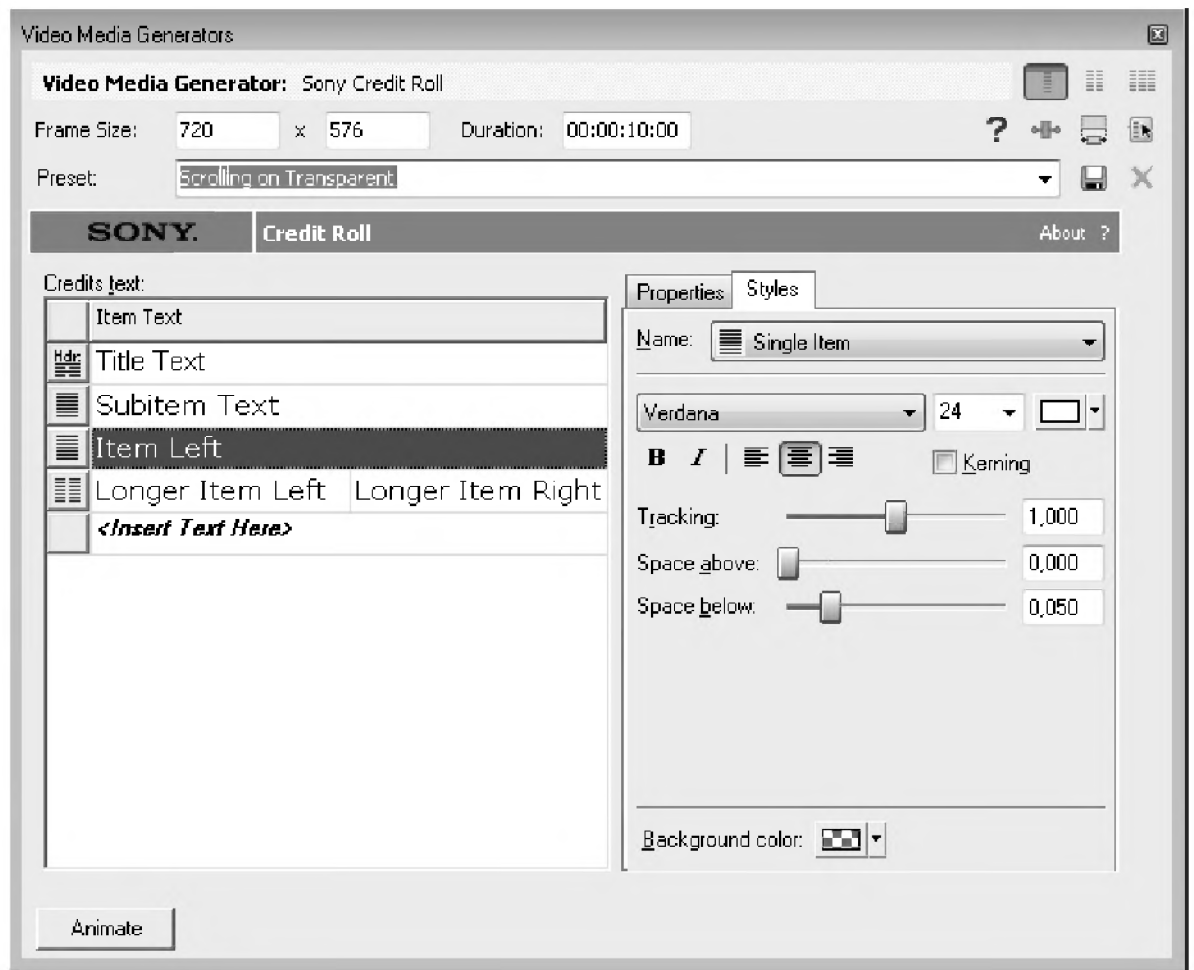 Video Media Generators
Video Media Generator: Sony Credit Roll
Frame Size: 720 x 576 Duration: 00:00:10:00 ?
Preset: Scrolling on Transparent
SONY. Credit Roll About ?
Credits text:
Item Text
Hdr Title Text
Subitem Text
Item Left
Longer Item Left Longer Item Right
<Insert Text Here>
Properties Styles
Name: Single Item
Verdana 24
B I Kerning
Tracking: 1,000
Space above: 0,000
Space below: 0,050
Background color:
Animate